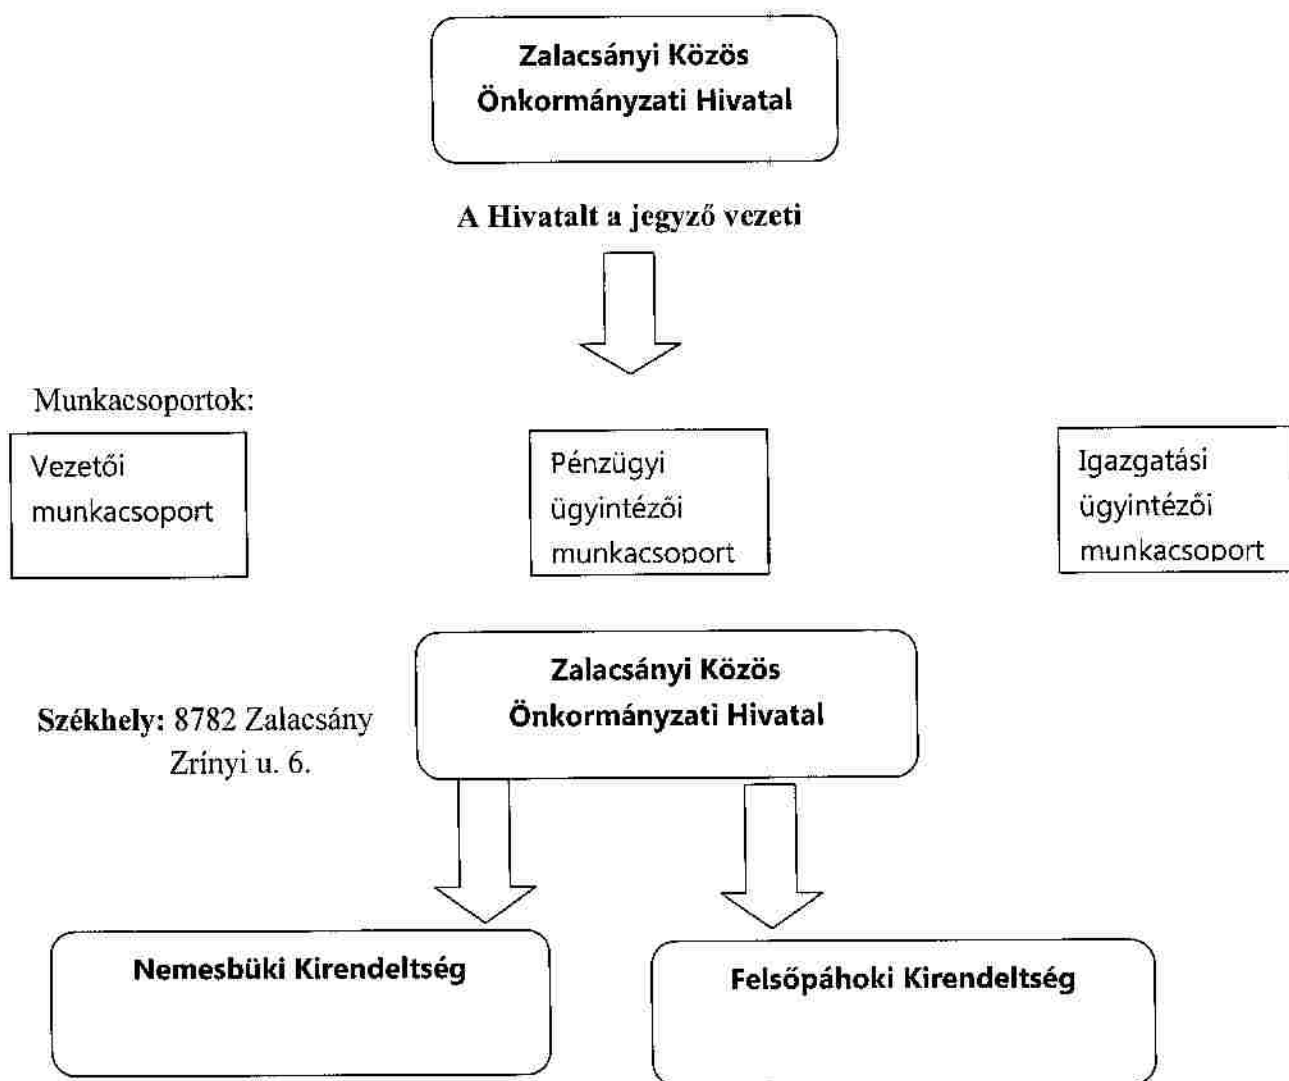 Zalacsányi Közös
Önkormányzati Hivatal
A Hivatalt a jegyző vezeti
Munkacsoportok:
Vezetői
munkacsoport
Pénzügyi
ügyintézői
munkacsoport
Igazgatási
ügyintézői
munkacsoport
Zalacsányi Közös
Önkormányzati Hivatal
Székhely: 8782 Zalacsány
Zrínyi u. 6.
Nemesbüki Kirendeltség
Felsőpáhoki Kirendeltség